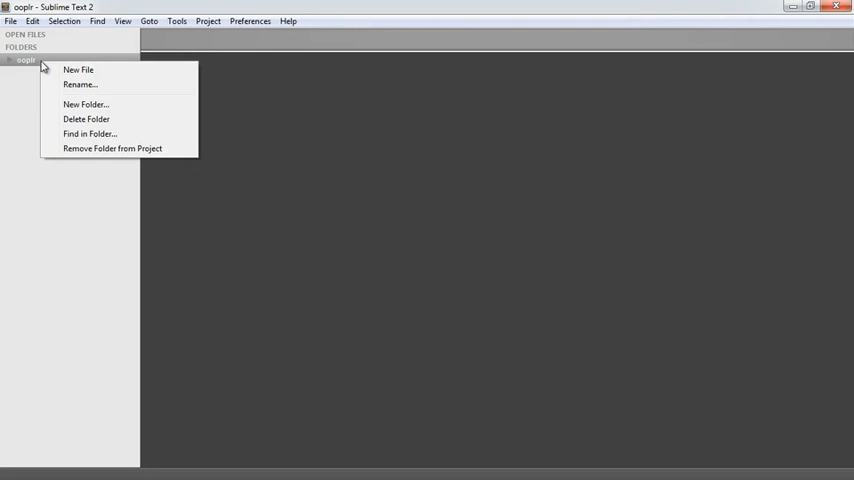 ooplr - Sublime Text 2
File Edit Selection Find View Goto Tools Project Preferences Help
OPEN FILES
FOLDERS
ooplr
New File
Rename...
New Folder...
Delete Folder
Find in Folder...
Remove Folder from Project